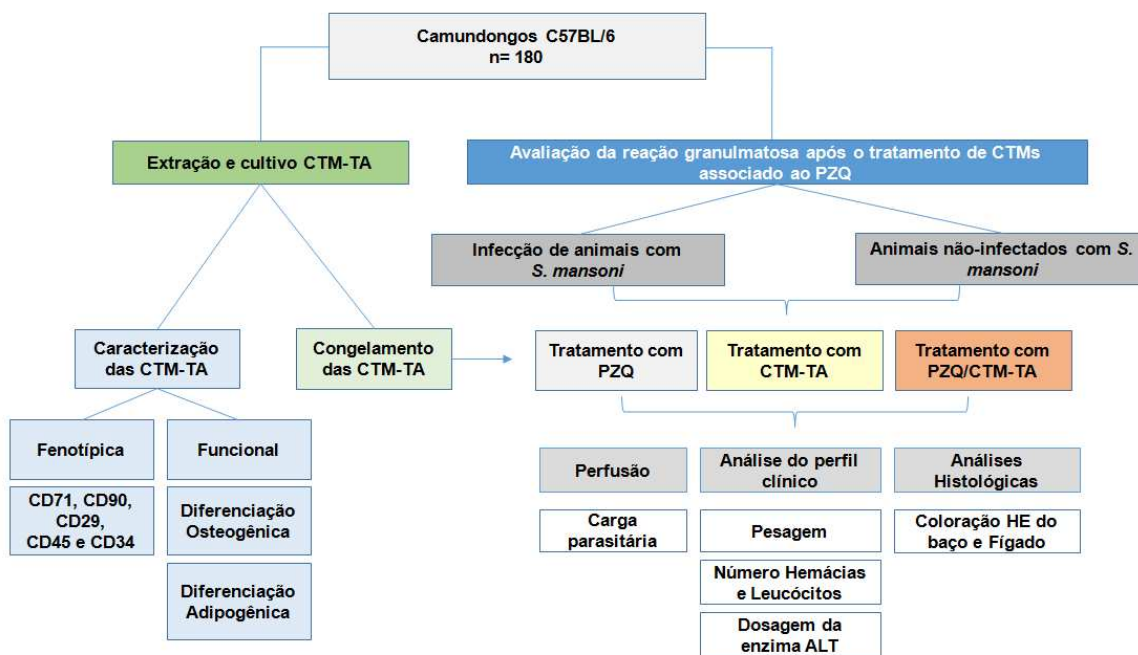 Camundongos C57BL/6
n= 180
Extração e cultivo CTM-TA
Avaliação da reação granulmatosa após o tratamento de CTMs
associado ao PZQ
Infecção de animais com
S. mansoni
Animais não-infectados com S.
mansoni
Caracterização
das CTM-TA
Congelamento
das CTM-TA
Tratamento com
PZQ
Tratamento com
CTM-TA
Tratamento com
PZQ/CTM-TA
Fenotípica
Funcional
CD71, CD90,
CD29,
CD45 e CD34
Diferenciação
Osteogênica
Diferenciação
Adipogênica
Perfusão
Carga
parasitária
Análise do perfil
clínico
Pesagem
Número Hemácias
e Leucócitos
Dosagem da
enzima ALT
Análises
Histológicas
Coloração HE do
baço e Fígado